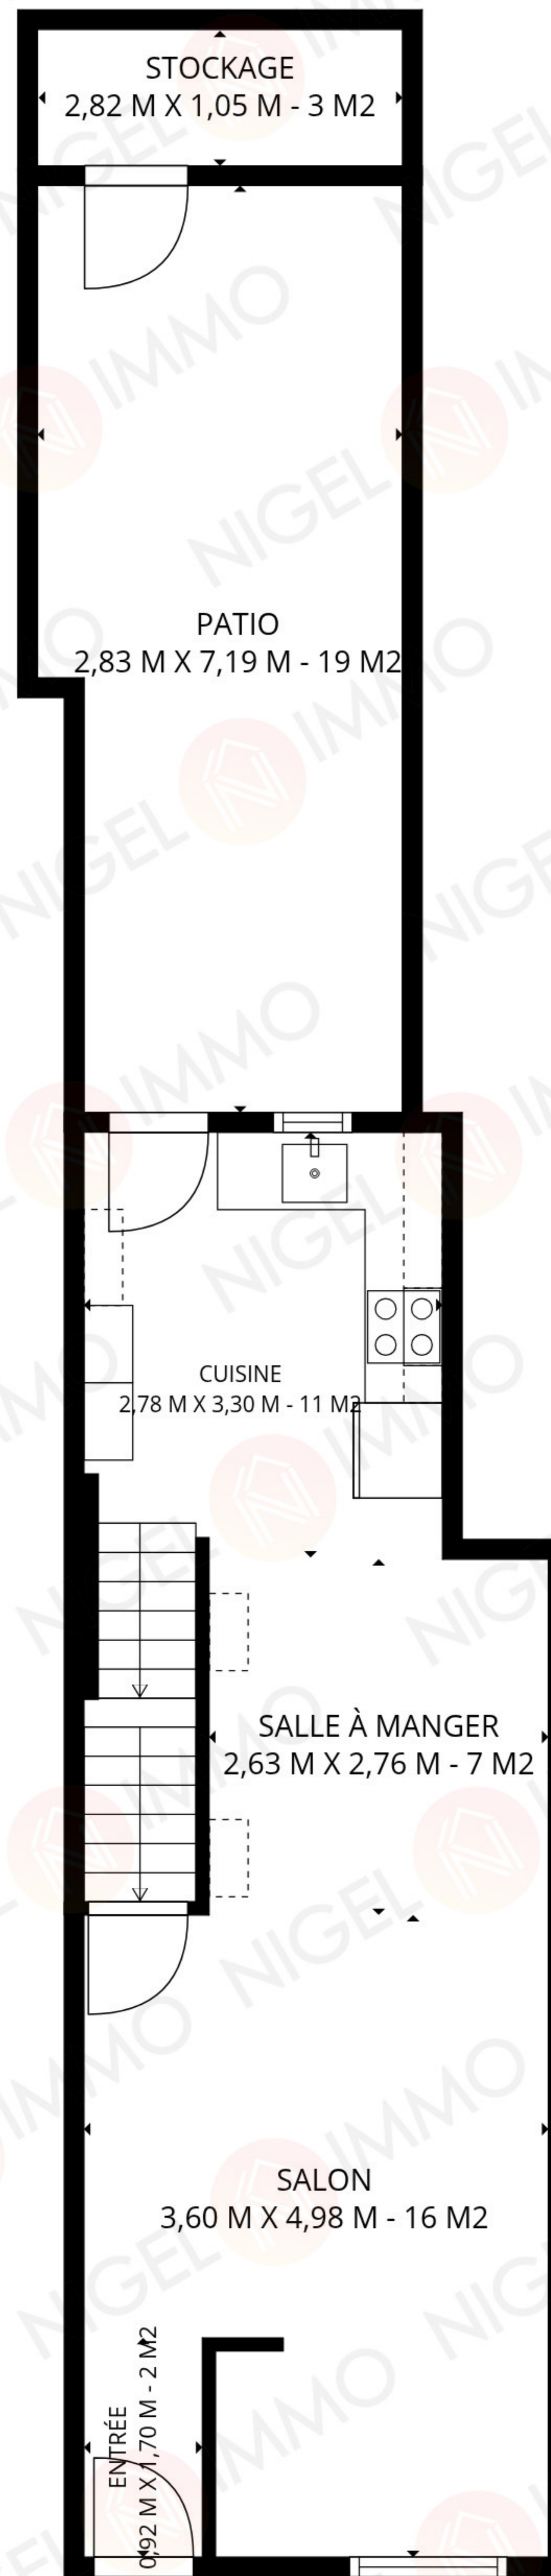 STOCKAGE
2,82 M X 1,05 M - 3 M2
PATIO
2,83 M X 7,19 M - 19 M2
CUISINE
2,78 M X 3,30 M - 11 M2
SALLE À MANGER
2,63 M X 2,76 M - 7 M2
SALON
3,60 M X 4,98 M - 16 M2
ENTRÉE
0,92 M X 1,70 M - 2 M2
NIGEL IMMO